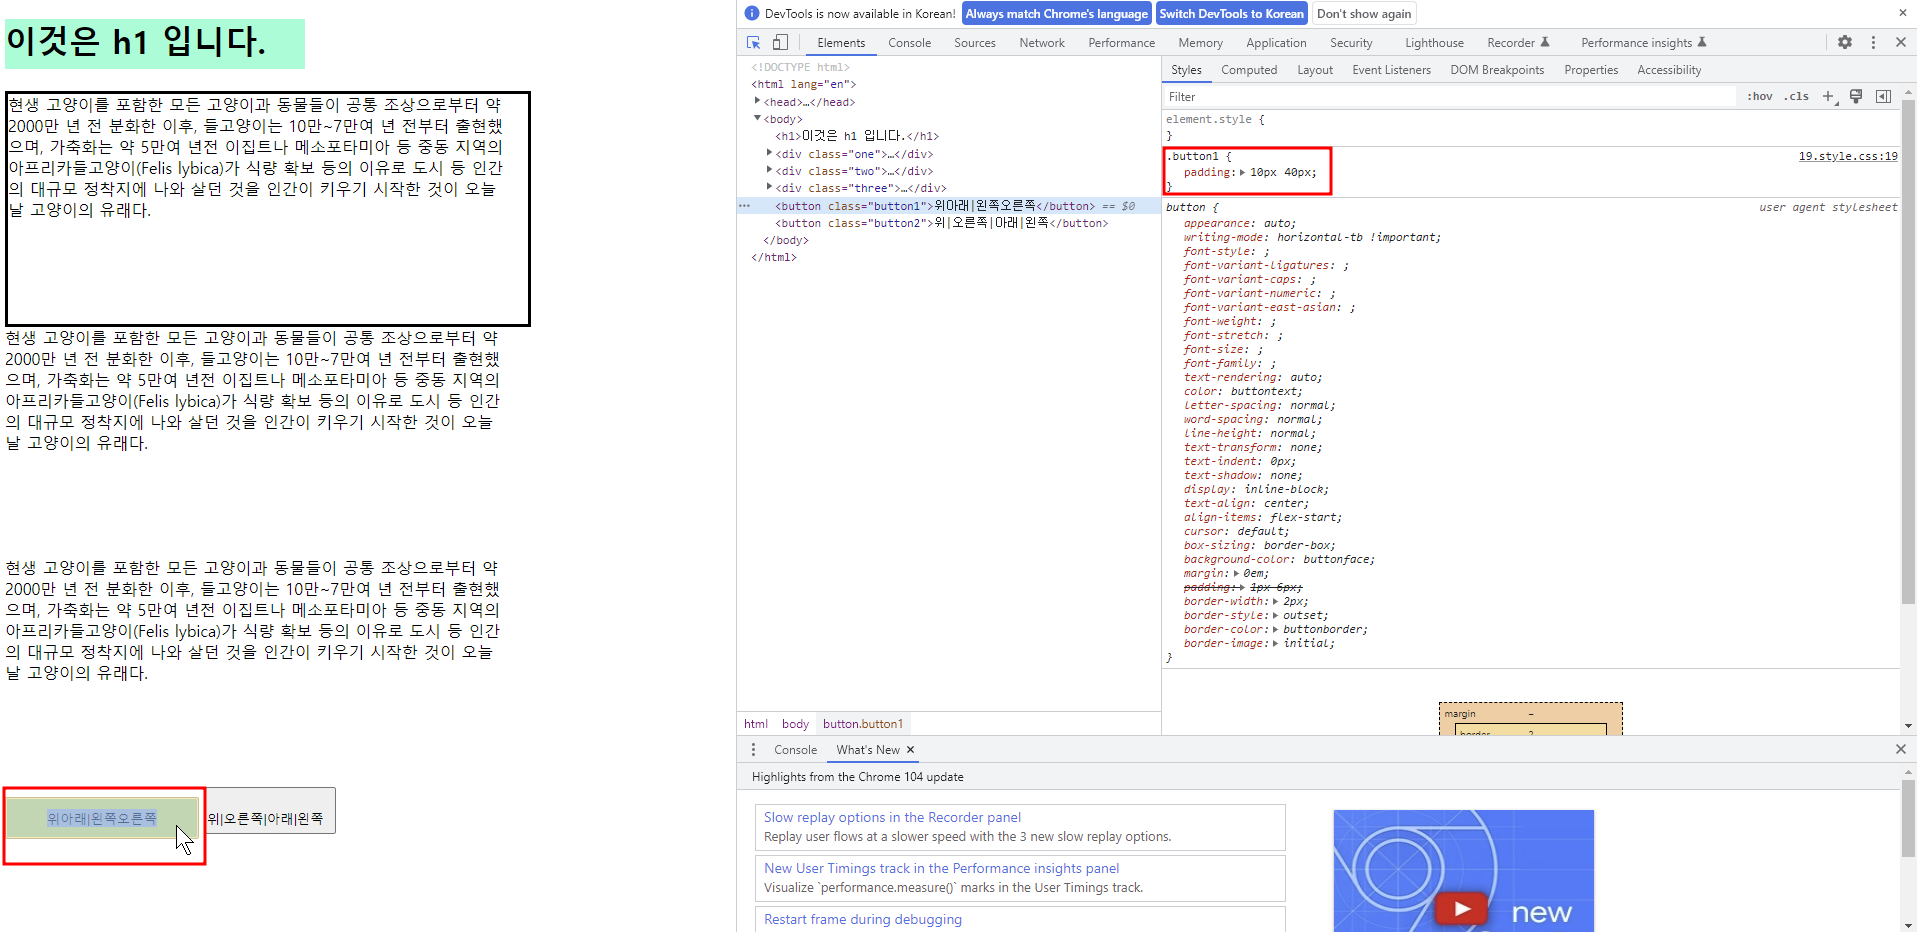 이것은 h1 입니다.
현생 고양이를 포함한 모든 고양이과 동물들이 공통 조상으로부터 약
2000만 년 전 분화한 이후, 들고양이는 10만~7만여 년 전부터 출현했
으며, 가축화는 약 5만여 년전 이집트나 메소포타미아 등 중동 지역의
아프리카들고양이(Felis lybica)가 식량 확보 등의 이유로 도시 등 인간
의 대규모 정착지에 나와 살던 것을 인간이 키우기 시작한 것이 오늘
날 고양이의 유래다.
현생 고양이를 포함한 모든 고양이과 동물들이 공통 조상으로부터 약
2000만 년 전 분화한 이후, 들고양이는 10만~7만여 년 전부터 출현했
으며, 가축화는 약 5만여 년전 이집트나 메소포타미아 등 중동 지역의
아프리카들고양이(Felis lybica)가 식량 확보 등의 이유로 도시 등 인간
의 대규모 정착지에 나와 살던 것을 인간이 키우기 시작한 것이 오늘
날 고양이의 유래다.
현생 고양이를 포함한 모든 고양이과 동물들이 공통 조상으로부터 약
2000만 년 전 분화한 이후, 들고양이는 10만~7만여 년 전부터 출현했
으며, 가축화는 약 5만여 년전 이집트나 메소포타미아 등 중동 지역의
아프리카들고양이(Felis lybica)가 식량 확보 등의 이유로 도시 등 인간
의 대규모 정착지에 나와 살던 것을 인간이 키우기 시작한 것이 오늘
날 고양이의 유래다.
위아래|왼쪽오른쪽 위|오른쪽|아래|왼쪽
DevTools is now available in Korean! Always match Chrome's language Switch DevTools to Korean Don't show again
Elements Console Sources Network Performance Memory Application Security Lighthouse Recorder Performance insights
<!DOCTYPE html>
<html lang="en">
<head>…</head>
<body>
<h1>이것은 h1 입니다.</h1>
<div class="one">…</div>
<div class="two">…</div>
<div class="three">…</div>
<button class="button1">위아래|왼쪽오른쪽</button> == $0
<button class="button2">위|오른쪽|아래|왼쪽</button>
</body>
</html>
html body button.button1
Styles Computed Layout Event Listeners DOM Breakpoints Properties Accessibility
Filter :hov .cls
element.style {
}
.button1 { 19.style.css:19
padding: 10px 40px;
}
button { user agent stylesheet
appearance: auto;
writing-mode: horizontal-tb !important;
font-style: ;
font-variant-ligatures: ;
font-variant-caps: ;
font-variant-numeric: ;
font-variant-east-asian: ;
font-weight: ;
font-stretch: ;
font-size: ;
font-family: ;
text-rendering: auto;
color: buttontext;
letter-spacing: normal;
word-spacing: normal;
line-height: normal;
text-transform: none;
text-indent: 0px;
text-shadow: none;
display: inline-block;
text-align: center;
align-items: flex-start;
cursor: default;
box-sizing: border-box;
background-color: buttonface;
margin: 0em;
padding: 1px 6px;
border-width: 2px;
border-style: outset;
border-color: buttonborder;
border-image: initial;
}
margin –
border 2
Console What's New
Highlights from the Chrome 104 update
Slow replay options in the Recorder panel
Replay user flows at a slower speed with the 3 new slow replay options.
New User Timings track in the Performance insights panel
Visualize `performance.measure()` marks in the User Timings track.
Restart frame during debugging
new